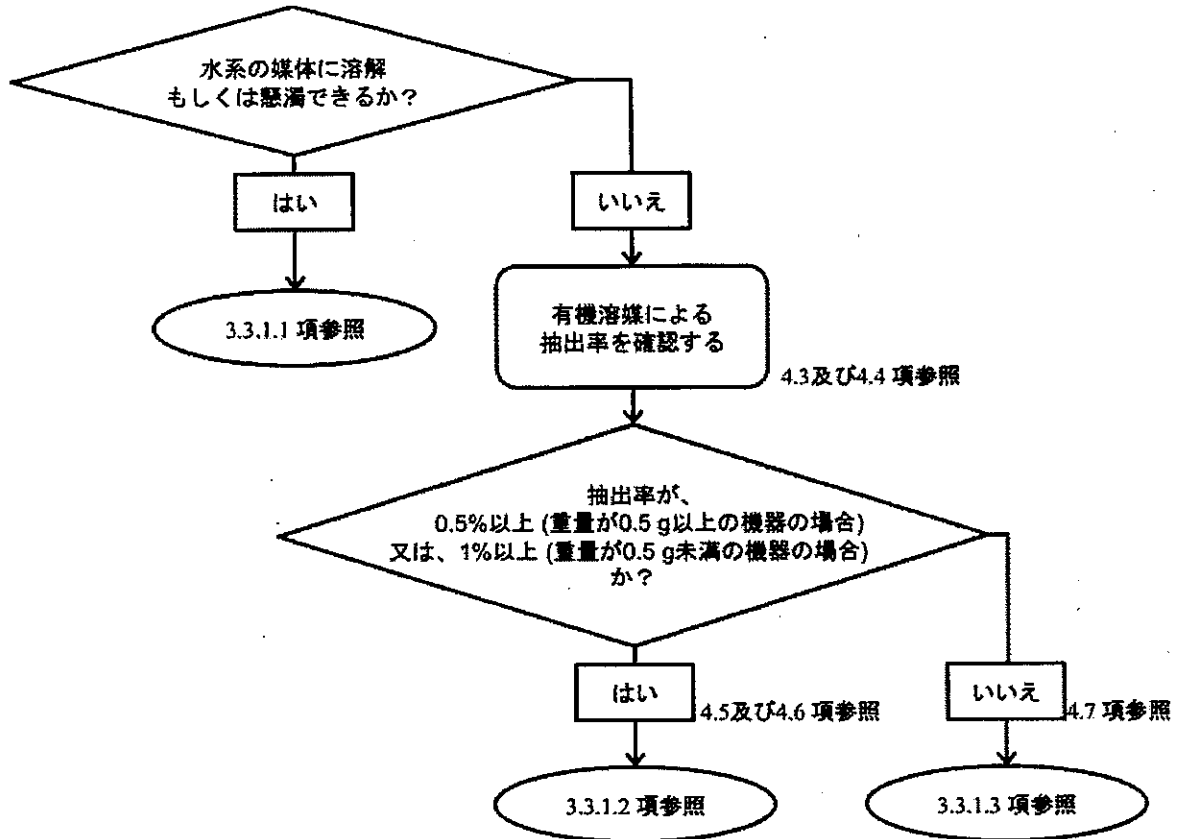 水系の媒体に溶解
もしくは懸濁できるか？
はい
いいえ
3.3.1.1 項参照
有機溶媒による
抽出率を確認する
4.3及び4.4 項参照
抽出率が、
0.5%以上 (重量が0.5 g以上の機器の場合)
又は、1%以上 (重量が0.5 g未満の機器の場合)
か？
はい
4.5及び4.6 項参照
いいえ
4.7 項参照
3.3.1.2 項参照
3.3.1.3 項参照